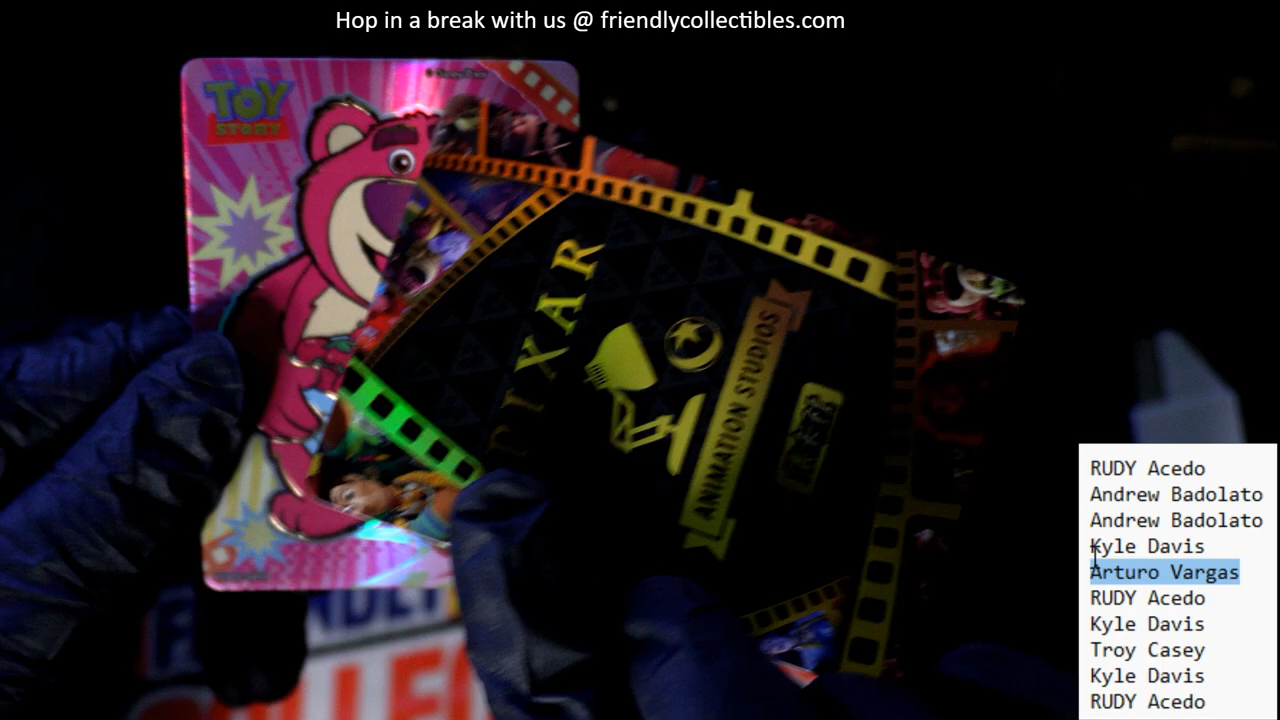 Hop in a break with us @ friendlycollectibles.com
TOY
STORY
PIXAR
ANIMATION STUDIOS
RUDY Acedo
Andrew Badolato
Andrew Badolato
Kyle Davis
Arturo Vargas
RUDY Acedo
Kyle Davis
Troy Casey
Kyle Davis
RUDY Acedo